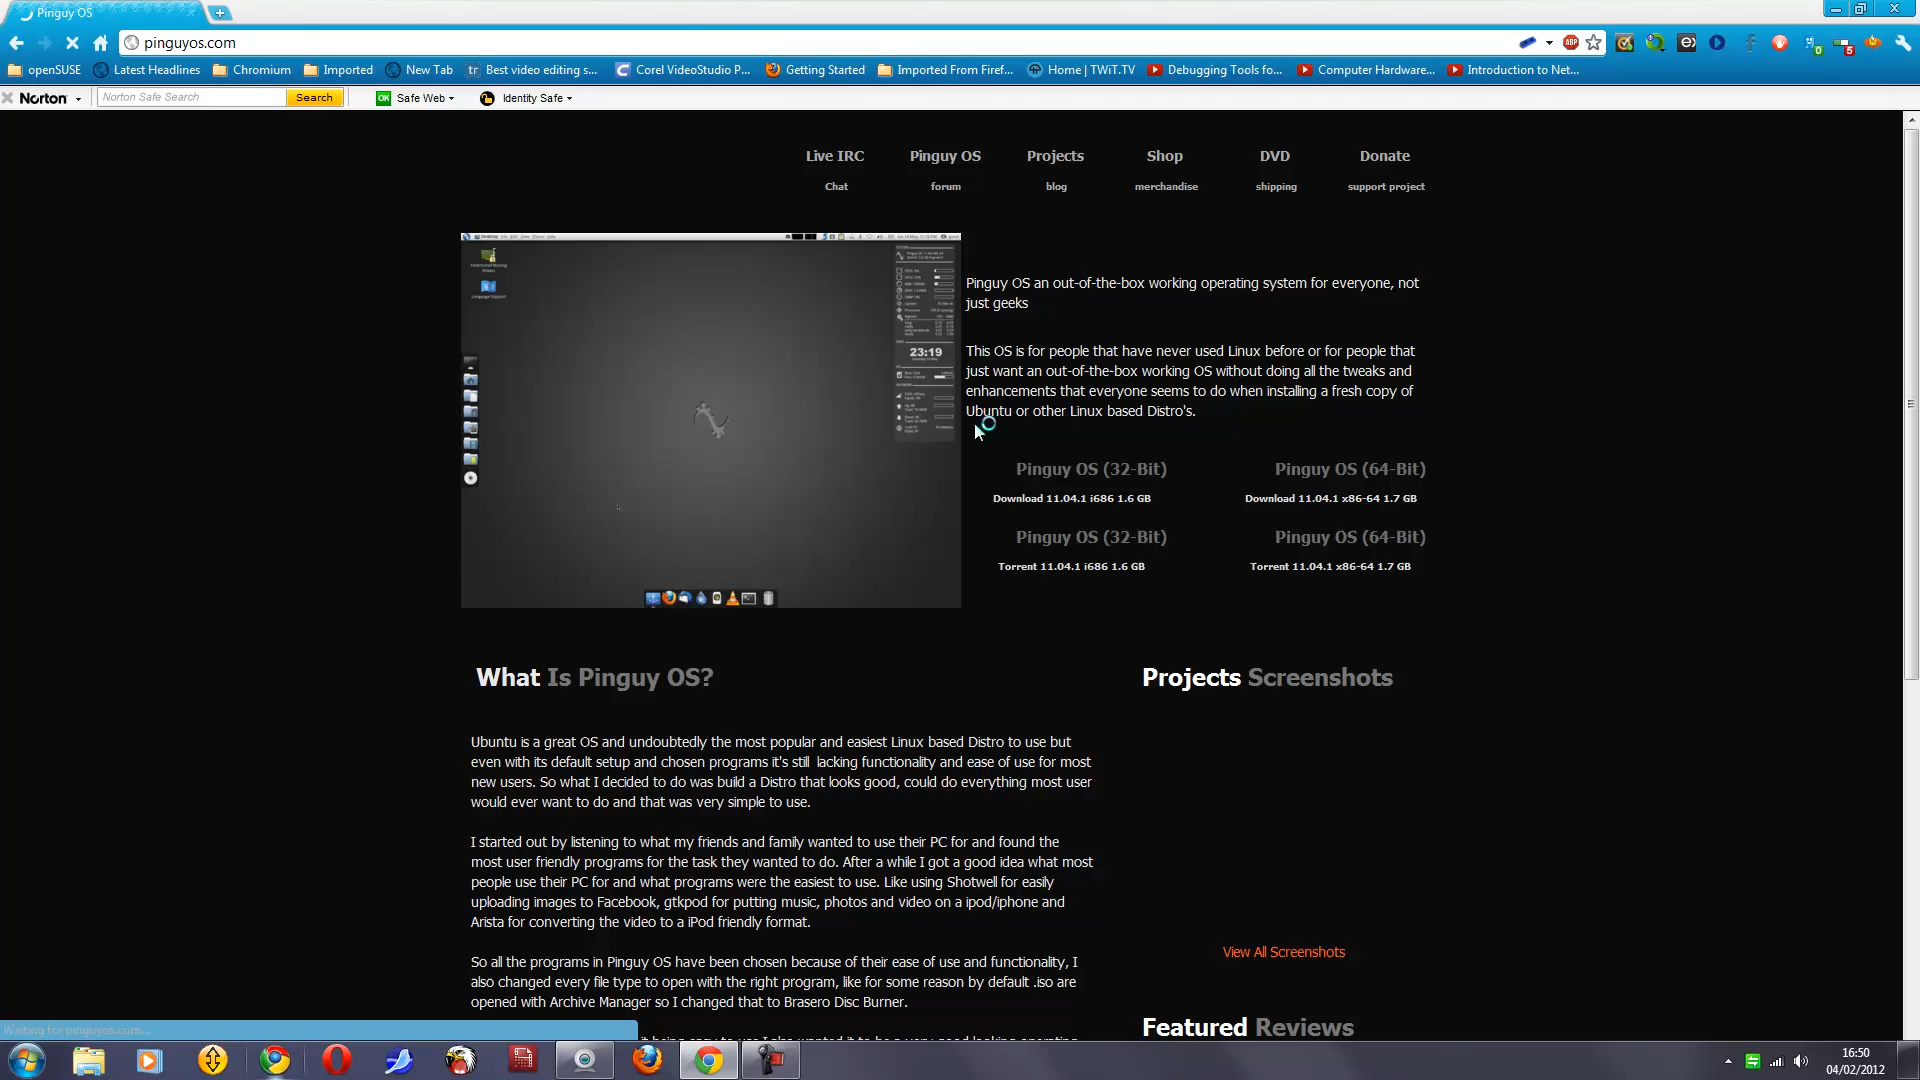 Pinguy OS
pinguyos.com
ABP
0
5
openSUSE
Latest Headlines
Chromium
Imported
New Tab
tr Best video editing s...
Corel VideoStudio P...
Getting Started
Imported From Firef...
Home | TWiT.TV
Debugging Tools fo...
Computer Hardware...
Introduction to Net...
Norton
Norton Safe Search
Search
OK Safe Web
Identity Safe
Live IRC
Pinguy OS
Projects
Shop
DVD
Donate
Chat
forum
blog
merchandise
shipping
support project
23:19
Pinguy OS an out-of-the-box working operating system for everyone, not
just geeks
This OS is for people that have never used Linux before or for people that
just want an out-of-the-box working OS without doing all the tweaks and
enhancements that everyone seems to do when installing a fresh copy of
Ubuntu or other Linux based Distro's.
Pinguy OS (32-Bit)
Pinguy OS (64-Bit)
Download 11.04.1 i686 1.6 GB
Download 11.04.1 x86-64 1.7 GB
Pinguy OS (32-Bit)
Pinguy OS (64-Bit)
Torrent 11.04.1 i686 1.6 GB
Torrent 11.04.1 x86-64 1.7 GB
What Is Pinguy OS?
Ubuntu is a great OS and undoubtedly the most popular and easiest Linux based Distro to use but
even with its default setup and chosen programs it's still lacking functionality and ease of use for most
new users. So what I decided to do was build a Distro that looks good, could do everything most user
would ever want to do and that was very simple to use.
I started out by listening to what my friends and family wanted to use their PC for and found the
most user friendly programs for the task they wanted to do. After a while I got a good idea what most
people use their PC for and what programs were the easiest to use. Like using Shotwell for easily
uploading images to Facebook, gtkpod for putting music, photos and video on a ipod/iphone and
Arista for converting the video to a iPod friendly format.
So all the programs in Pinguy OS have been chosen because of their ease of use and functionality, I
also changed every file type to open with the right program, like for some reason by default .iso are
opened with Archive Manager so I changed that to Brasero Disc Burner.
Projects Screenshots
View All Screenshots
Featured Reviews
Waiting for pinguyos.com...
16:50
04/02/2012